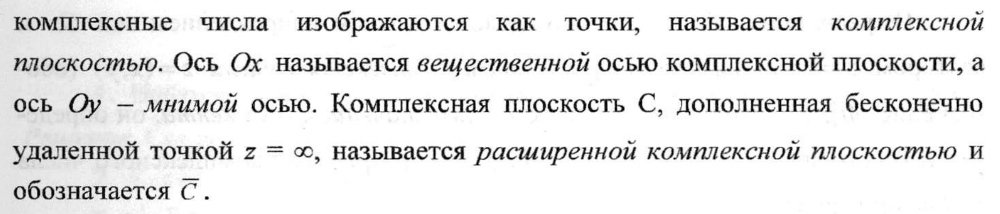 комплексные числа изображаются как точки, называется комплексной
плоскостью. Ось Ox называется вещественной осью комплексной плоскости, а
ось Oy – мнимой осью. Комплексная плоскость C, дополненная бесконечно
удаленной точкой z = ∞, называется расширенной комплексной плоскостью и
обозначается C̅ .